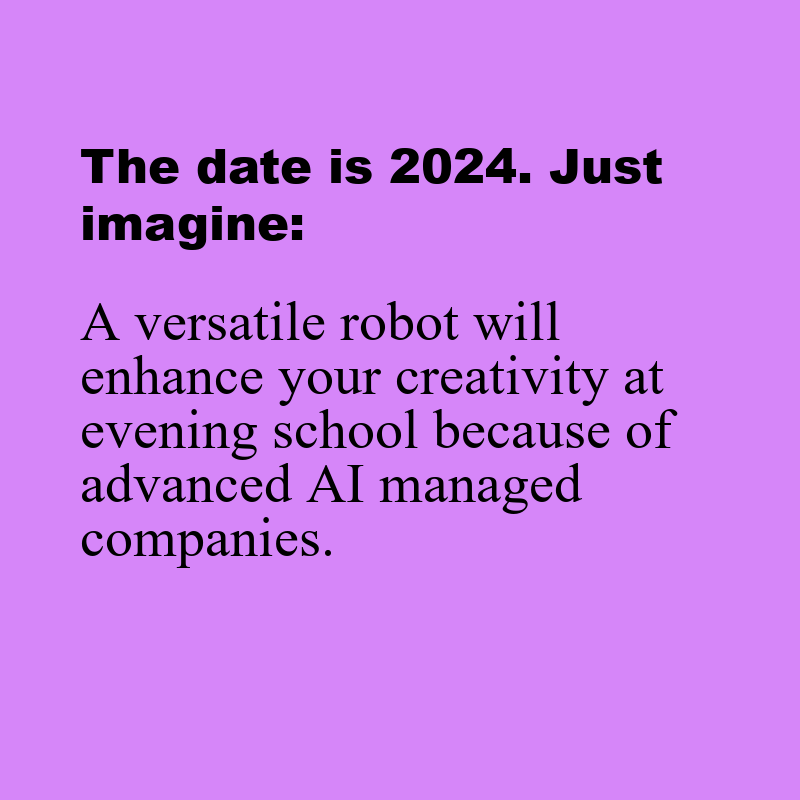 The date is 2024. Just
imagine:
A versatile robot will
enhance your creativity at
evening school because of
advanced AI managed
companies.